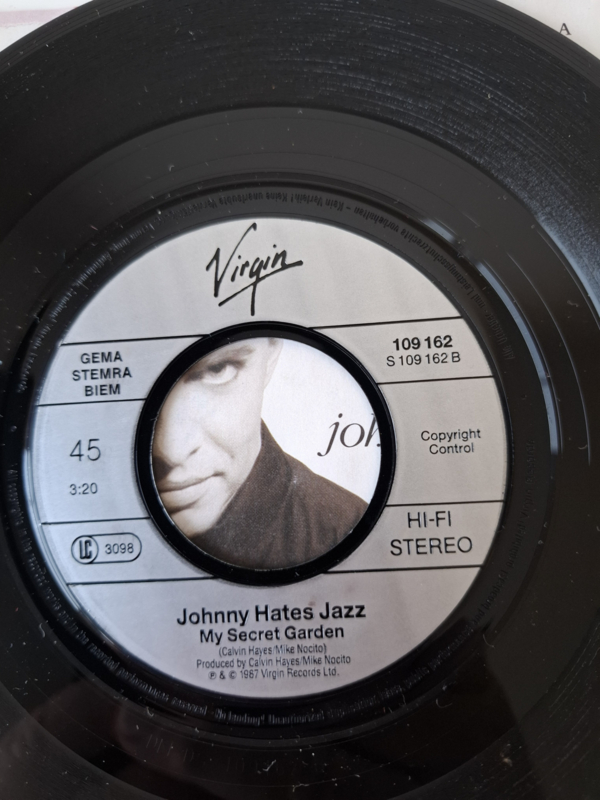 A
Virgin
GEMA
STEMRA
BIEM
109 162
S 109 162 B
joh
45
3:20
Copyright
Control
LC 3098
HI-FI
STEREO
Johnny Hates Jazz
My Secret Garden
(Calvin Hayes/Mike Nocito)
Produced by Calvin Hayes/Mike Nocito
℗ & © 1987 Virgin Records Ltd.